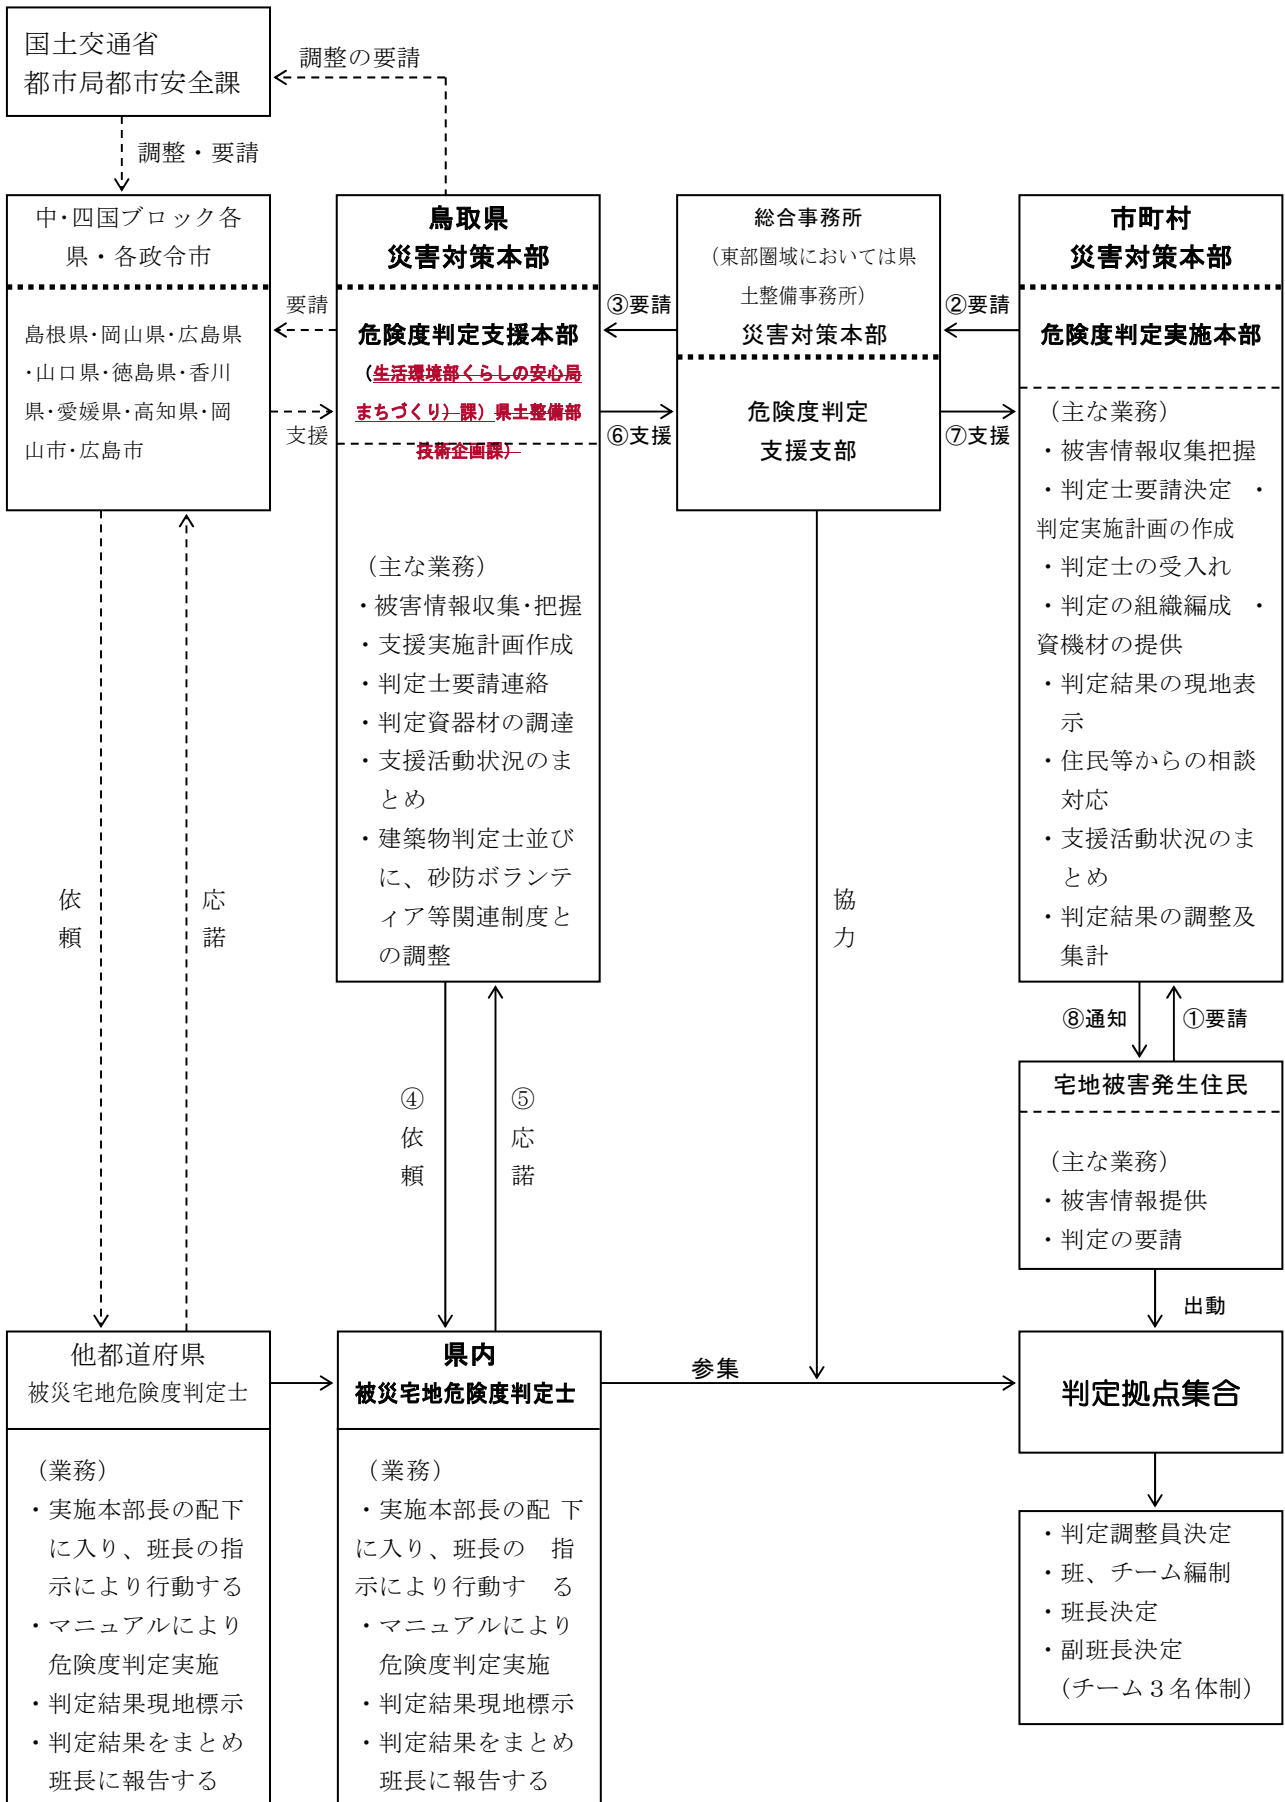 国土交通省
都市局都市安全課
調整の要請
調整・要請
中・四国ブロック各
県・各政令市
島根県・岡山県・広島県
・山口県・徳島県・香川
県・愛媛県・高知県・岡
山市・広島市
要請
支援
鳥取県
災害対策本部
危険度判定支援本部
（生活環境部くらしの安心局
まちづくり）課）県土整備部
技術企画課）
（主な業務）
・被害情報収集・把握
・支援実施計画作成
・判定士要請連絡
・判定資器材の調達
・支援活動状況のま
とめ
・建築物判定士並び
に、砂防ボランテ
ィア等関連制度と
の調整
③要請
⑥支援
総合事務所
（東部圏域においては県
土整備事務所）
災害対策本部
危険度判定
支援支部
②要請
⑦支援
市町村
災害対策本部
危険度判定実施本部
（主な業務）
・被害情報収集把握
・判定士要請決定　・
判定実施計画の作成
・判定士の受入れ
・判定の組織編成　・
資機材の提供
・判定結果の現地表
示
・住民等からの相談
対応
・支援活動状況のま
とめ
・判定結果の調整及
集計
依頼
応諾
④依頼
⑤応諾
協力
⑧通知
①要請
宅地被害発生住民
（主な業務）
・被害情報提供
・判定の要請
出動
他都道府県
被災宅地危険度判定士
（業務）
・実施本部長の配下
に入り、班長の指
示により行動する
・マニュアルにより
危険度判定実施
・判定結果現地標示
・判定結果をまとめ
班長に報告する
県内
被災宅地危険度判定士
（業務）
・実施本部長の配 下
に入り、班長の　指
示により行動す　る
・マニュアルにより
危険度判定実施
・判定結果現地標示
・判定結果をまとめ
班長に報告する
参集
判定拠点集合
・判定調整員決定
・班、チーム編制
・班長決定
・副班長決定
（チーム３名体制）